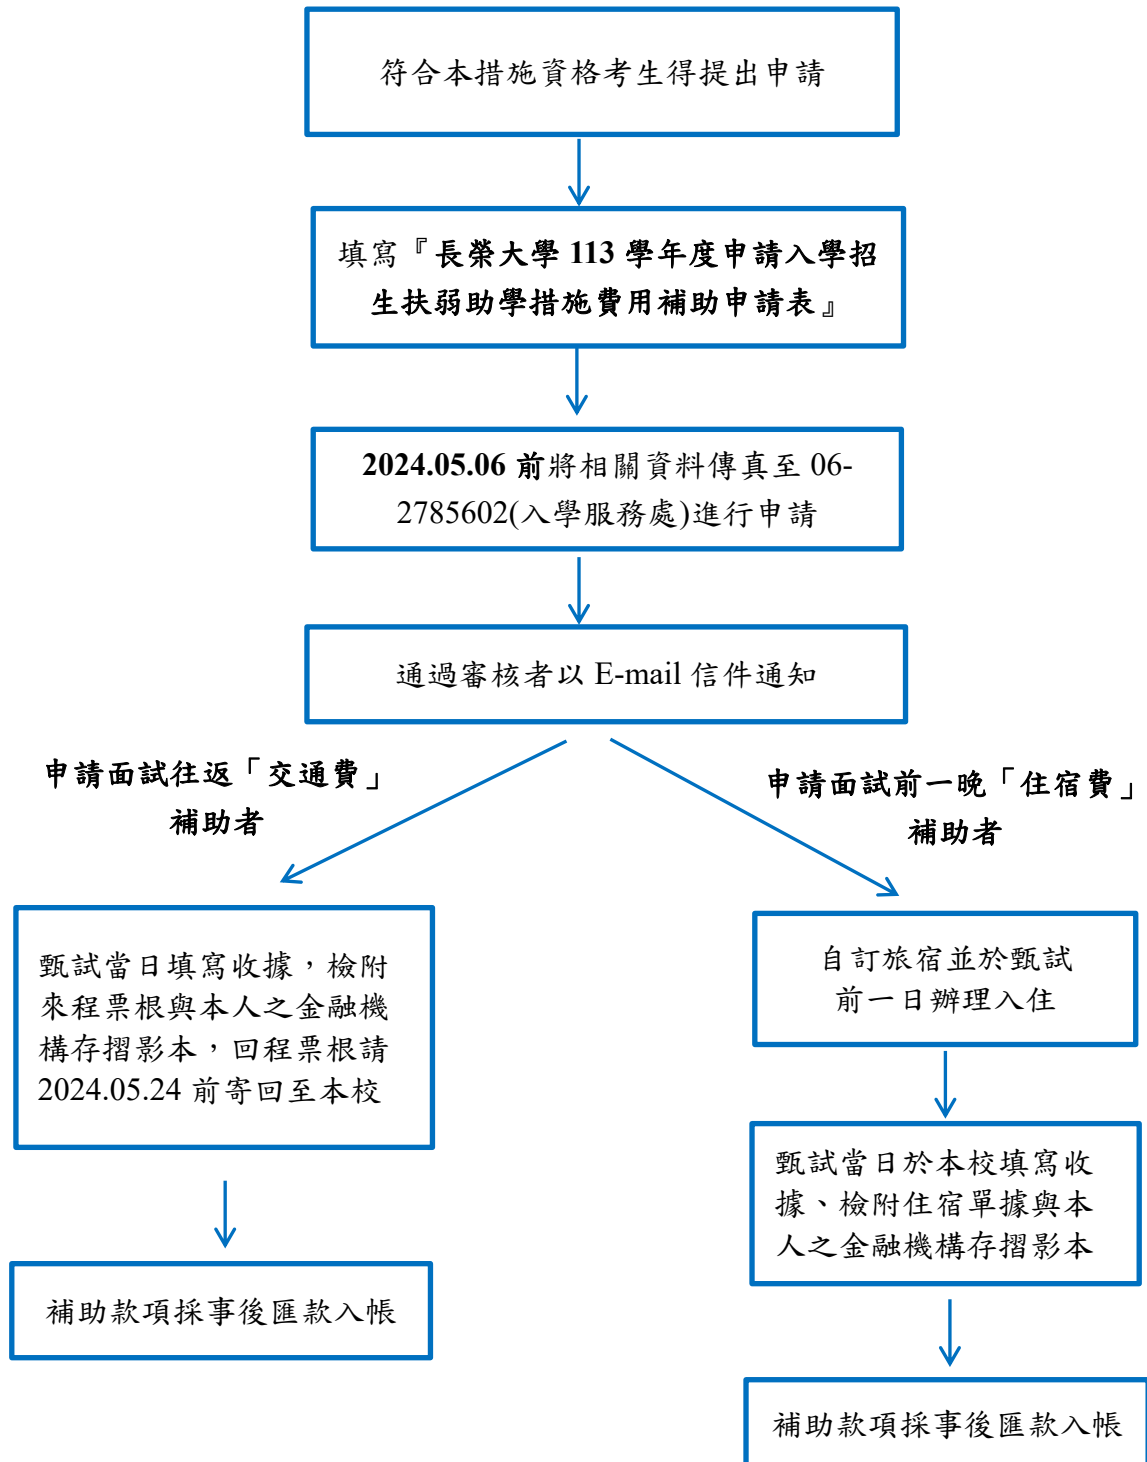 符合本措施資格考生得提出申請
填寫『長榮大學 113 學年度申請入學招
生扶弱助學措施費用補助申請表』
2024.05.06 前將相關資料傳真至 06-
2785602(入學服務處)進行申請
通過審核者以 E-mail 信件通知
申請面試往返「交通費」
補助者
申請面試前一晚「住宿費」
補助者
甄試當日填寫收據，檢附
來程票根與本人之金融機
構存摺影本，回程票根請
2024.05.24 前寄回至本校
補助款項採事後匯款入帳
自訂旅宿並於甄試
前一日辦理入住
甄試當日於本校填寫收
據、檢附住宿單據與本
人之金融機構存摺影本
補助款項採事後匯款入帳